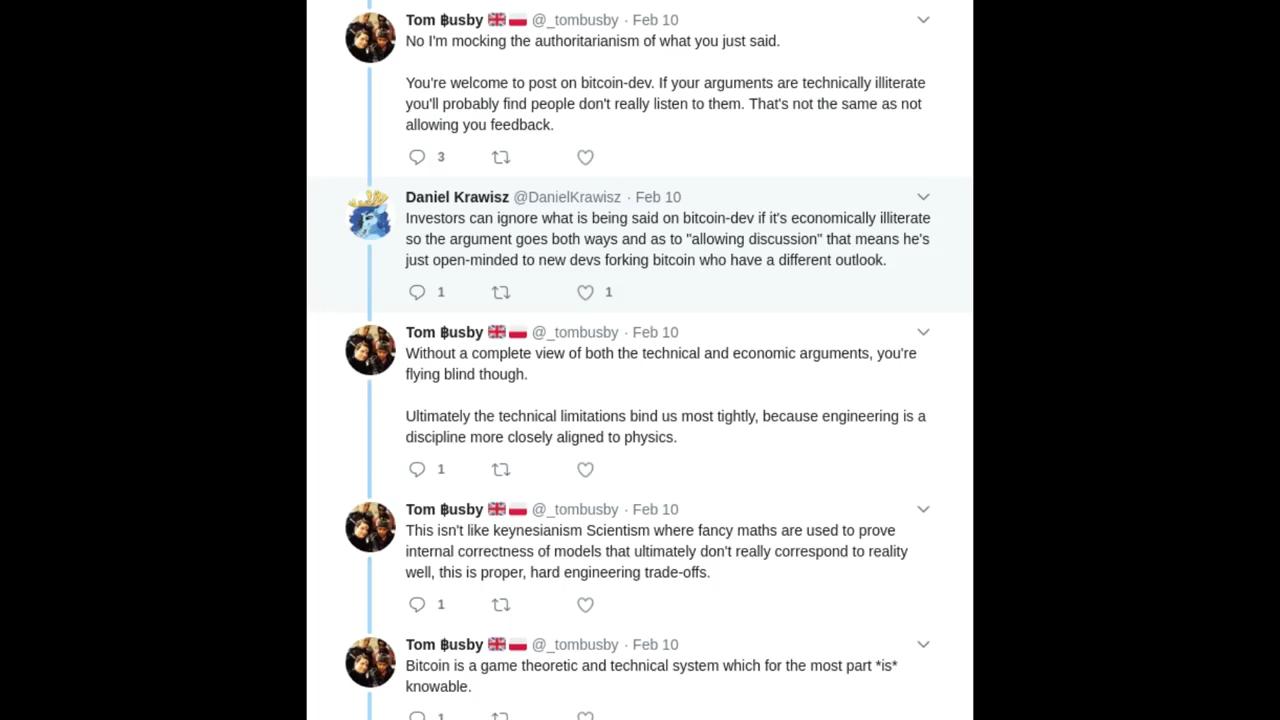 Tom ₿usby 🇬🇧🇵🇱 @_tombusby · Feb 10
No I'm mocking the authoritarianism of what you just said.
You're welcome to post on bitcoin-dev. If your arguments are technically illiterate
you'll probably find people don't really listen to them. That's not the same as not
allowing you feedback.
3
Daniel Krawisz @DanielKrawisz · Feb 10
Investors can ignore what is being said on bitcoin-dev if it's economically illiterate
so the argument goes both ways and as to "allowing discussion" that means he's
just open-minded to new devs forking bitcoin who have a different outlook.
1 1
Tom ₿usby 🇬🇧🇵🇱 @_tombusby · Feb 10
Without a complete view of both the technical and economic arguments, you're
flying blind though.
Ultimately the technical limitations bind us most tightly, because engineering is a
discipline more closely aligned to physics.
1
Tom ₿usby 🇬🇧🇵🇱 @_tombusby · Feb 10
This isn't like keynesianism Scientism where fancy maths are used to prove
internal correctness of models that ultimately don't really correspond to reality
well, this is proper, hard engineering trade-offs.
1
Tom ₿usby 🇬🇧🇵🇱 @_tombusby · Feb 10
Bitcoin is a game theoretic and technical system which for the most part *is*
knowable.
1